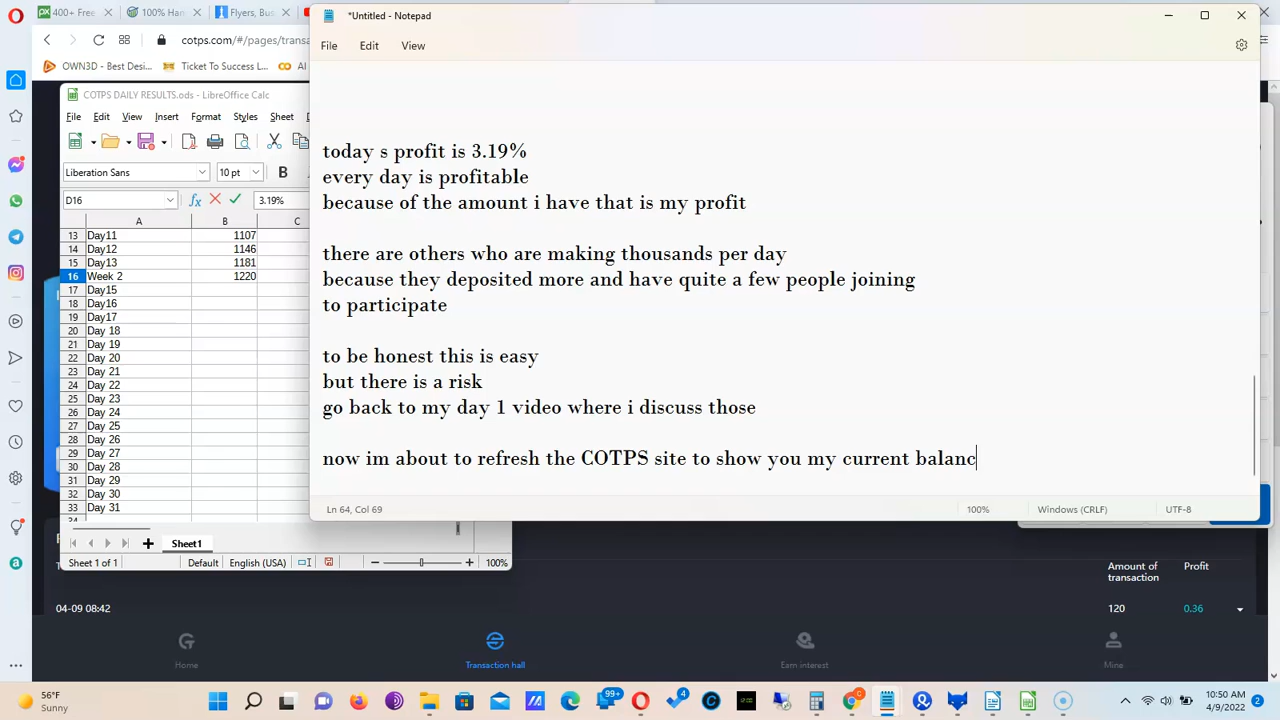 400+ Free
100% Ham
Flyers, Bus
*Untitled - Notepad
File Edit View
cotps.com/#/pages/transa
OWN3D - Best Desi...
Ticket To Success L...
AI
COTPS DAILY RESULTS.ods - LibreOffice Calc
File Edit View Insert Format Styles Sheet
Liberation Sans
10 pt
B
D16
fx
3.19%
A B C
13 Day11 1107
14 Day12 1146
15 Day13 1181
16 Week 2 1220
17 Day15
18 Day16
19 Day17
20 Day 18
21 Day 19
22 Day 20
23 Day 21
24 Day 22
25 Day 23
26 Day 24
27 Day 25
28 Day 26
29 Day 27
30 Day 28
31 Day 29
32 Day 30
33 Day 31
Sheet1
Sheet 1 of 1 Default English (USA) 100%
today s profit is 3.19%
every day is profitable
because of the amount i have that is my profit
there are others who are making thousands per day
because they deposited more and have quite a few people joining
to participate
to be honest this is easy
but there is a risk
go back to my day 1 video where i discuss those
now im about to refresh the COTPS site to show you my current balanc
Ln 64, Col 69 100% Windows (CRLF) UTF-8
Amount of
transaction
Profit
04-09 08:42 120 0.36
Home Transaction hall Earn interest Mine
56°F
Sunny
99+
4
10:50 AM
4/9/2022
2